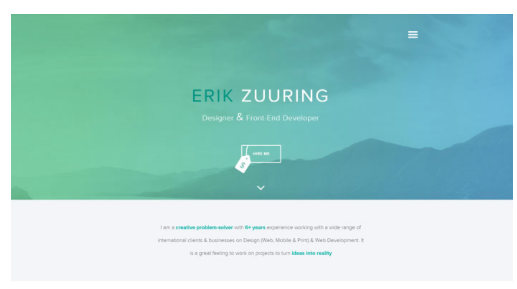 ERIK ZUURING
Designer & Front-End Developer
HIRE ME!
I am a creative problem-solver with 6+ years experience working with a wide range of
international clients & businesses on Design (Web, Mobile & Print) & Web Development. It
is a great feeling to work on projects to turn ideas into reality.